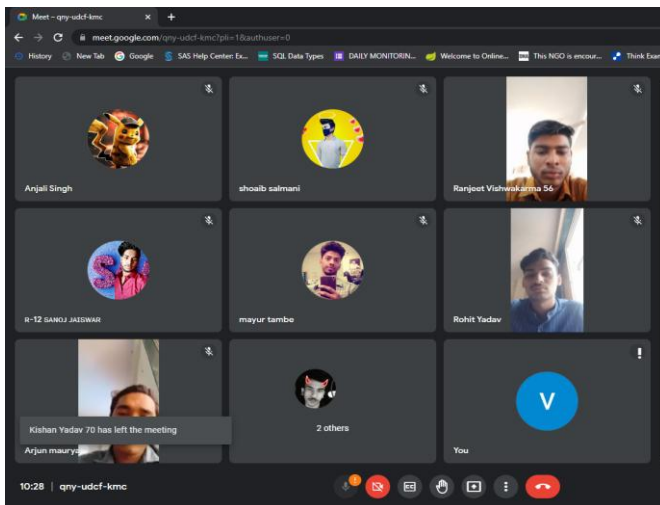 Meet – qny-udcf-kmc
meet.google.com/qny-udcf-kmc?pli=1&authuser=0
History New Tab Google SAS Help Center: Ex... SQL Data Types DAILY MONITORIN... Welcome to Online... This NGO is encour... Think Exam
Anjali Singh
shoaib salmani
Ranjeet Vishwakarma 56
R-12 SANOJ JAISWAR
mayur tambe
Rohit Yadav
Kishan Yadav 70 has left the meeting
Arjun maurya
2 others
V
You
10:28 | qny-udcf-kmc